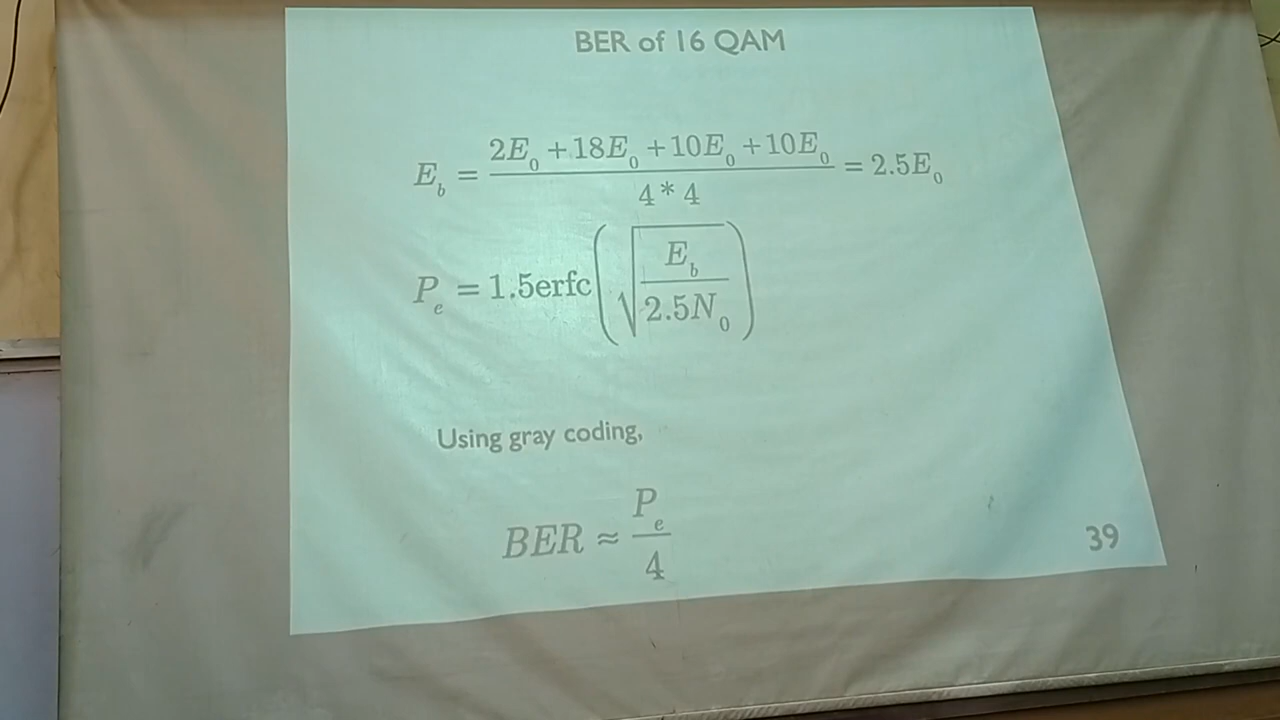 BER of 16 QAM
E_b = (2E_0 + 18E_0 + 10E_0 + 10E_0) / (4 * 4) = 2.5E_0
P_e = 1.5erfc(√(E_b / 2.5N_0))
Using gray coding,
BER ≈ P_e / 4
39